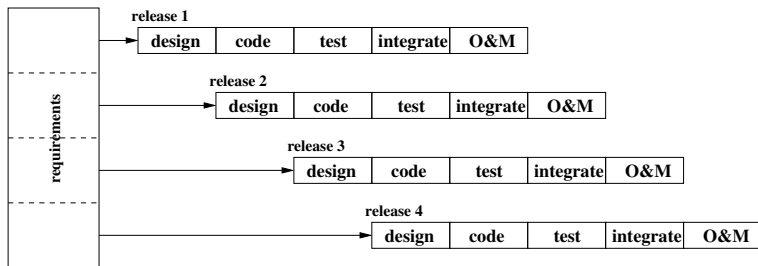 release 1
design code test integrate O&M
release 2
design code test integrate O&M
requirements
release 3
design code test integrate O&M
release 4
design code test integrate O&M